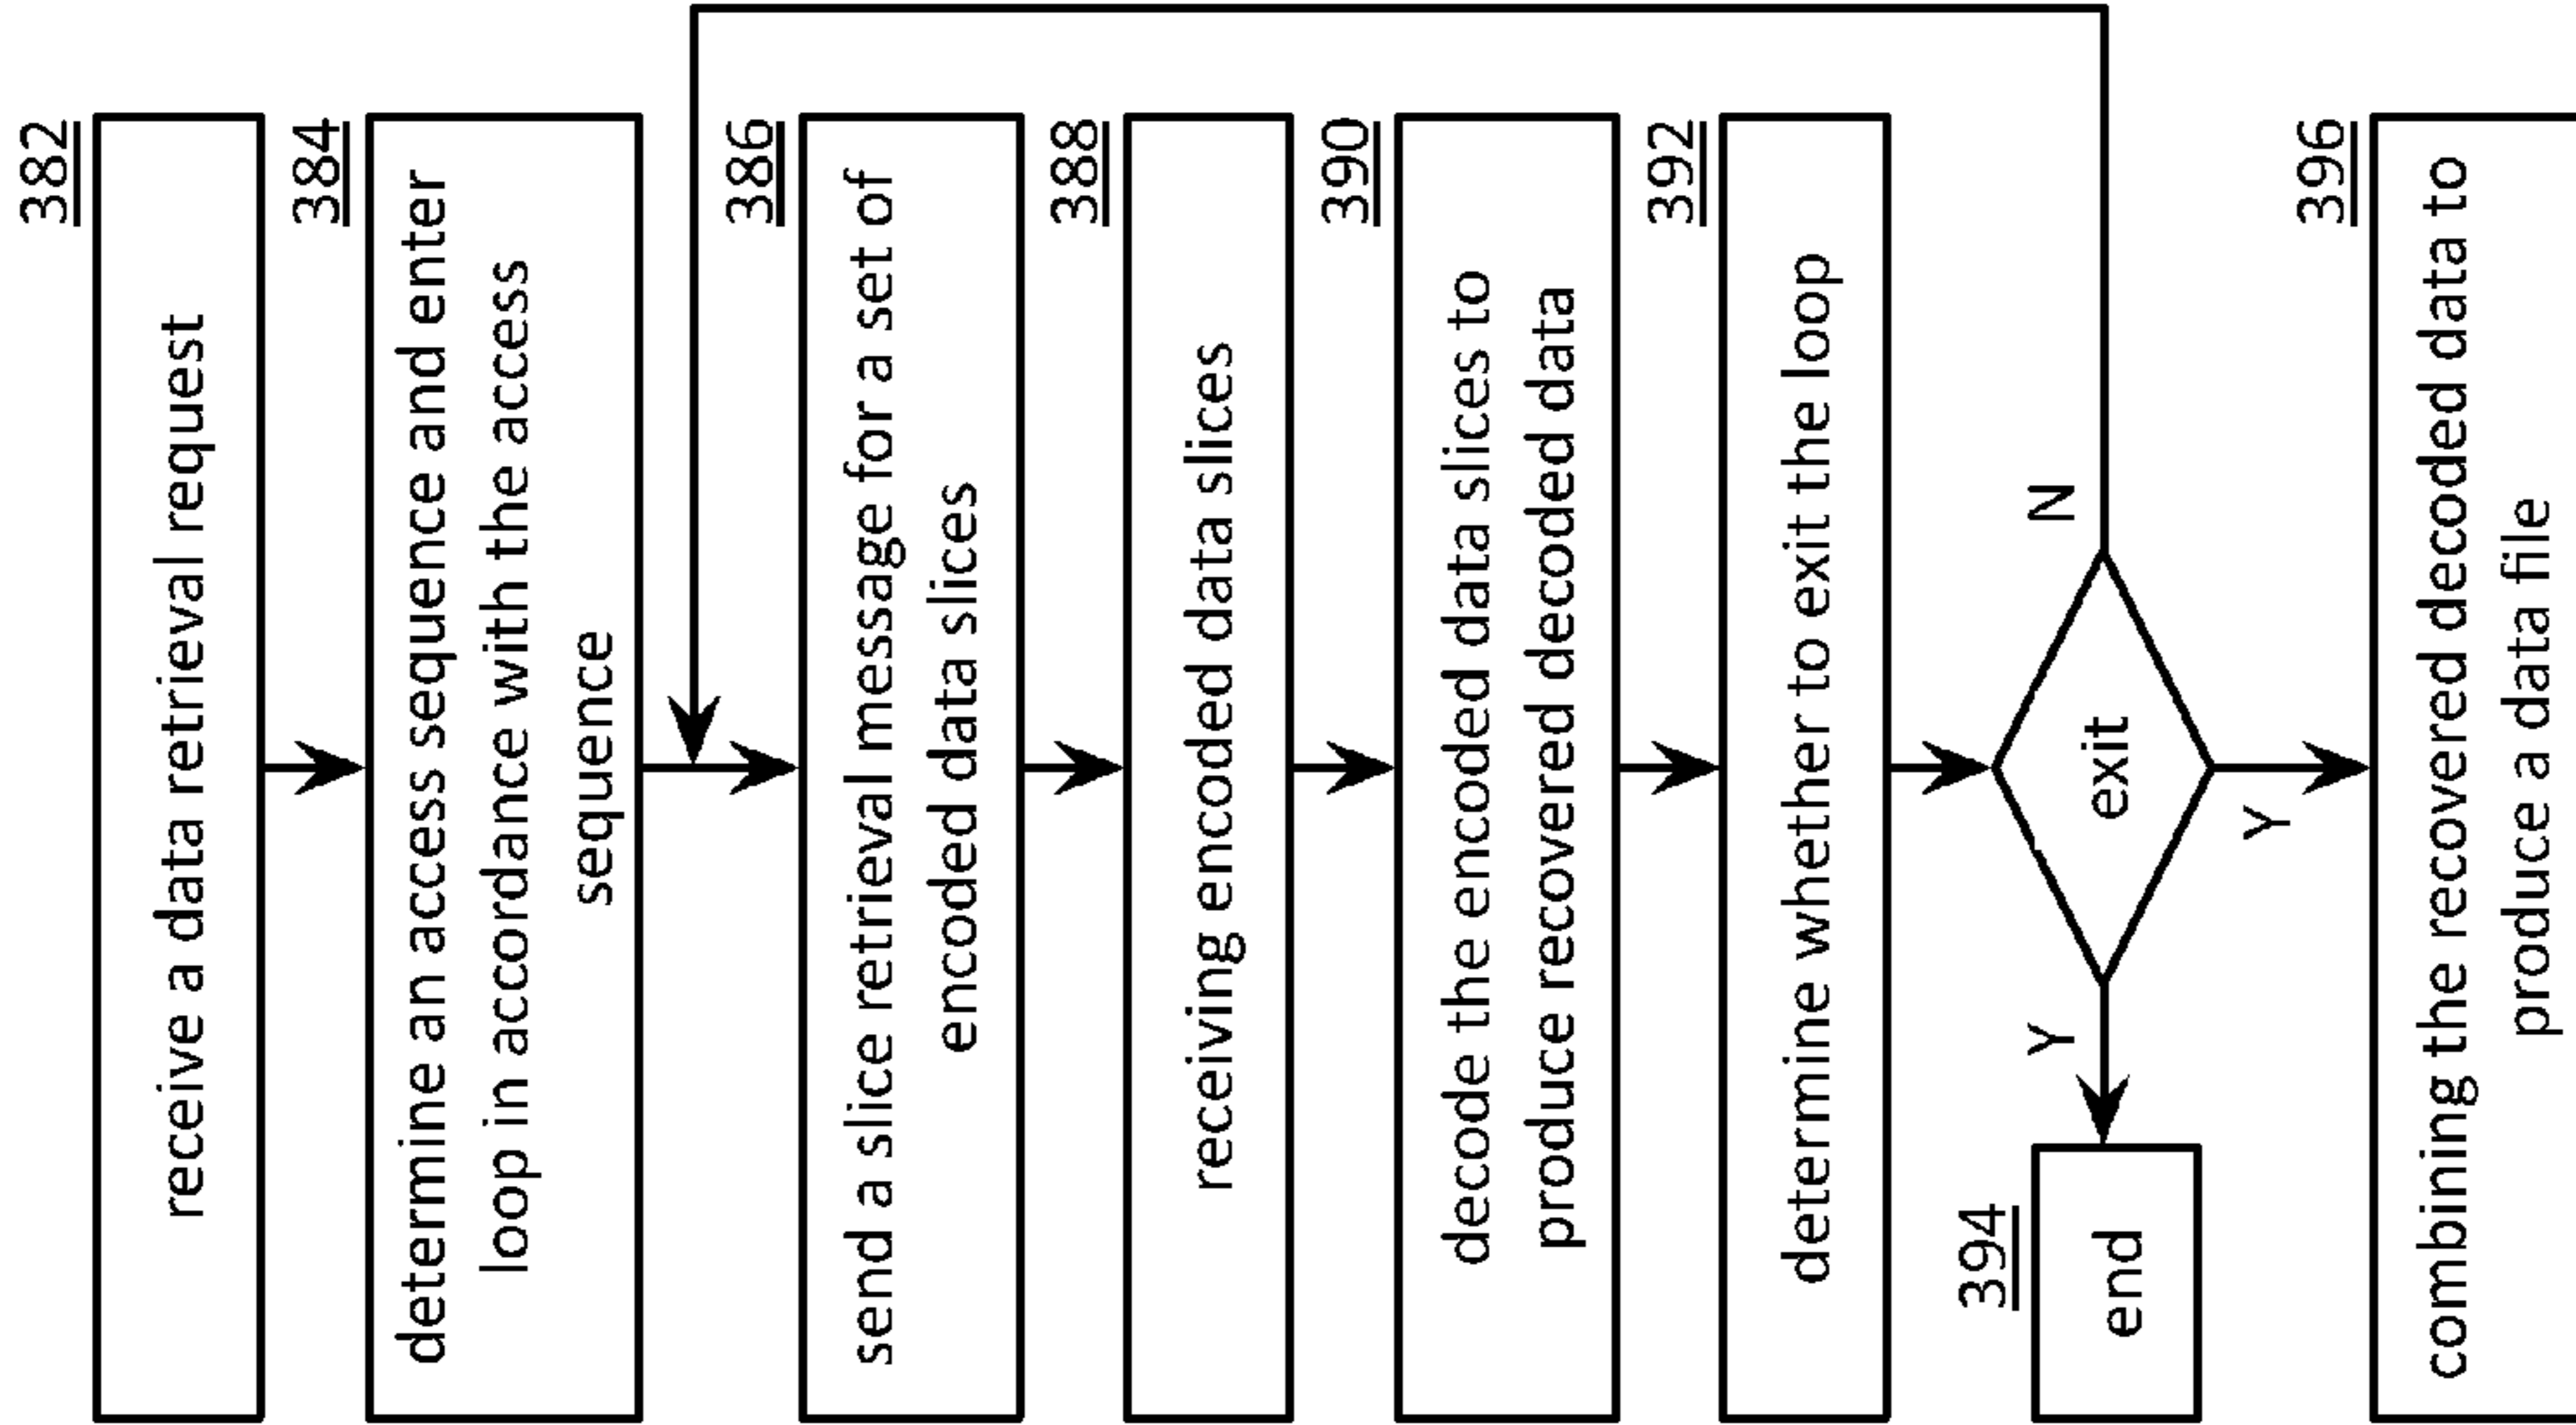 382
receive a data retrieval request
384
determine an access sequence and enter
loop in accordance with the access
sequence
386
send a slice retrieval message for a set of
encoded data slices
388
receiving encoded data slices
390
decode the encoded data slices to
produce recovered decoded data
392
determine whether to exit the loop
exit
N
Y
Y
394
end
396
combining the recovered decoded data to
produce a data file